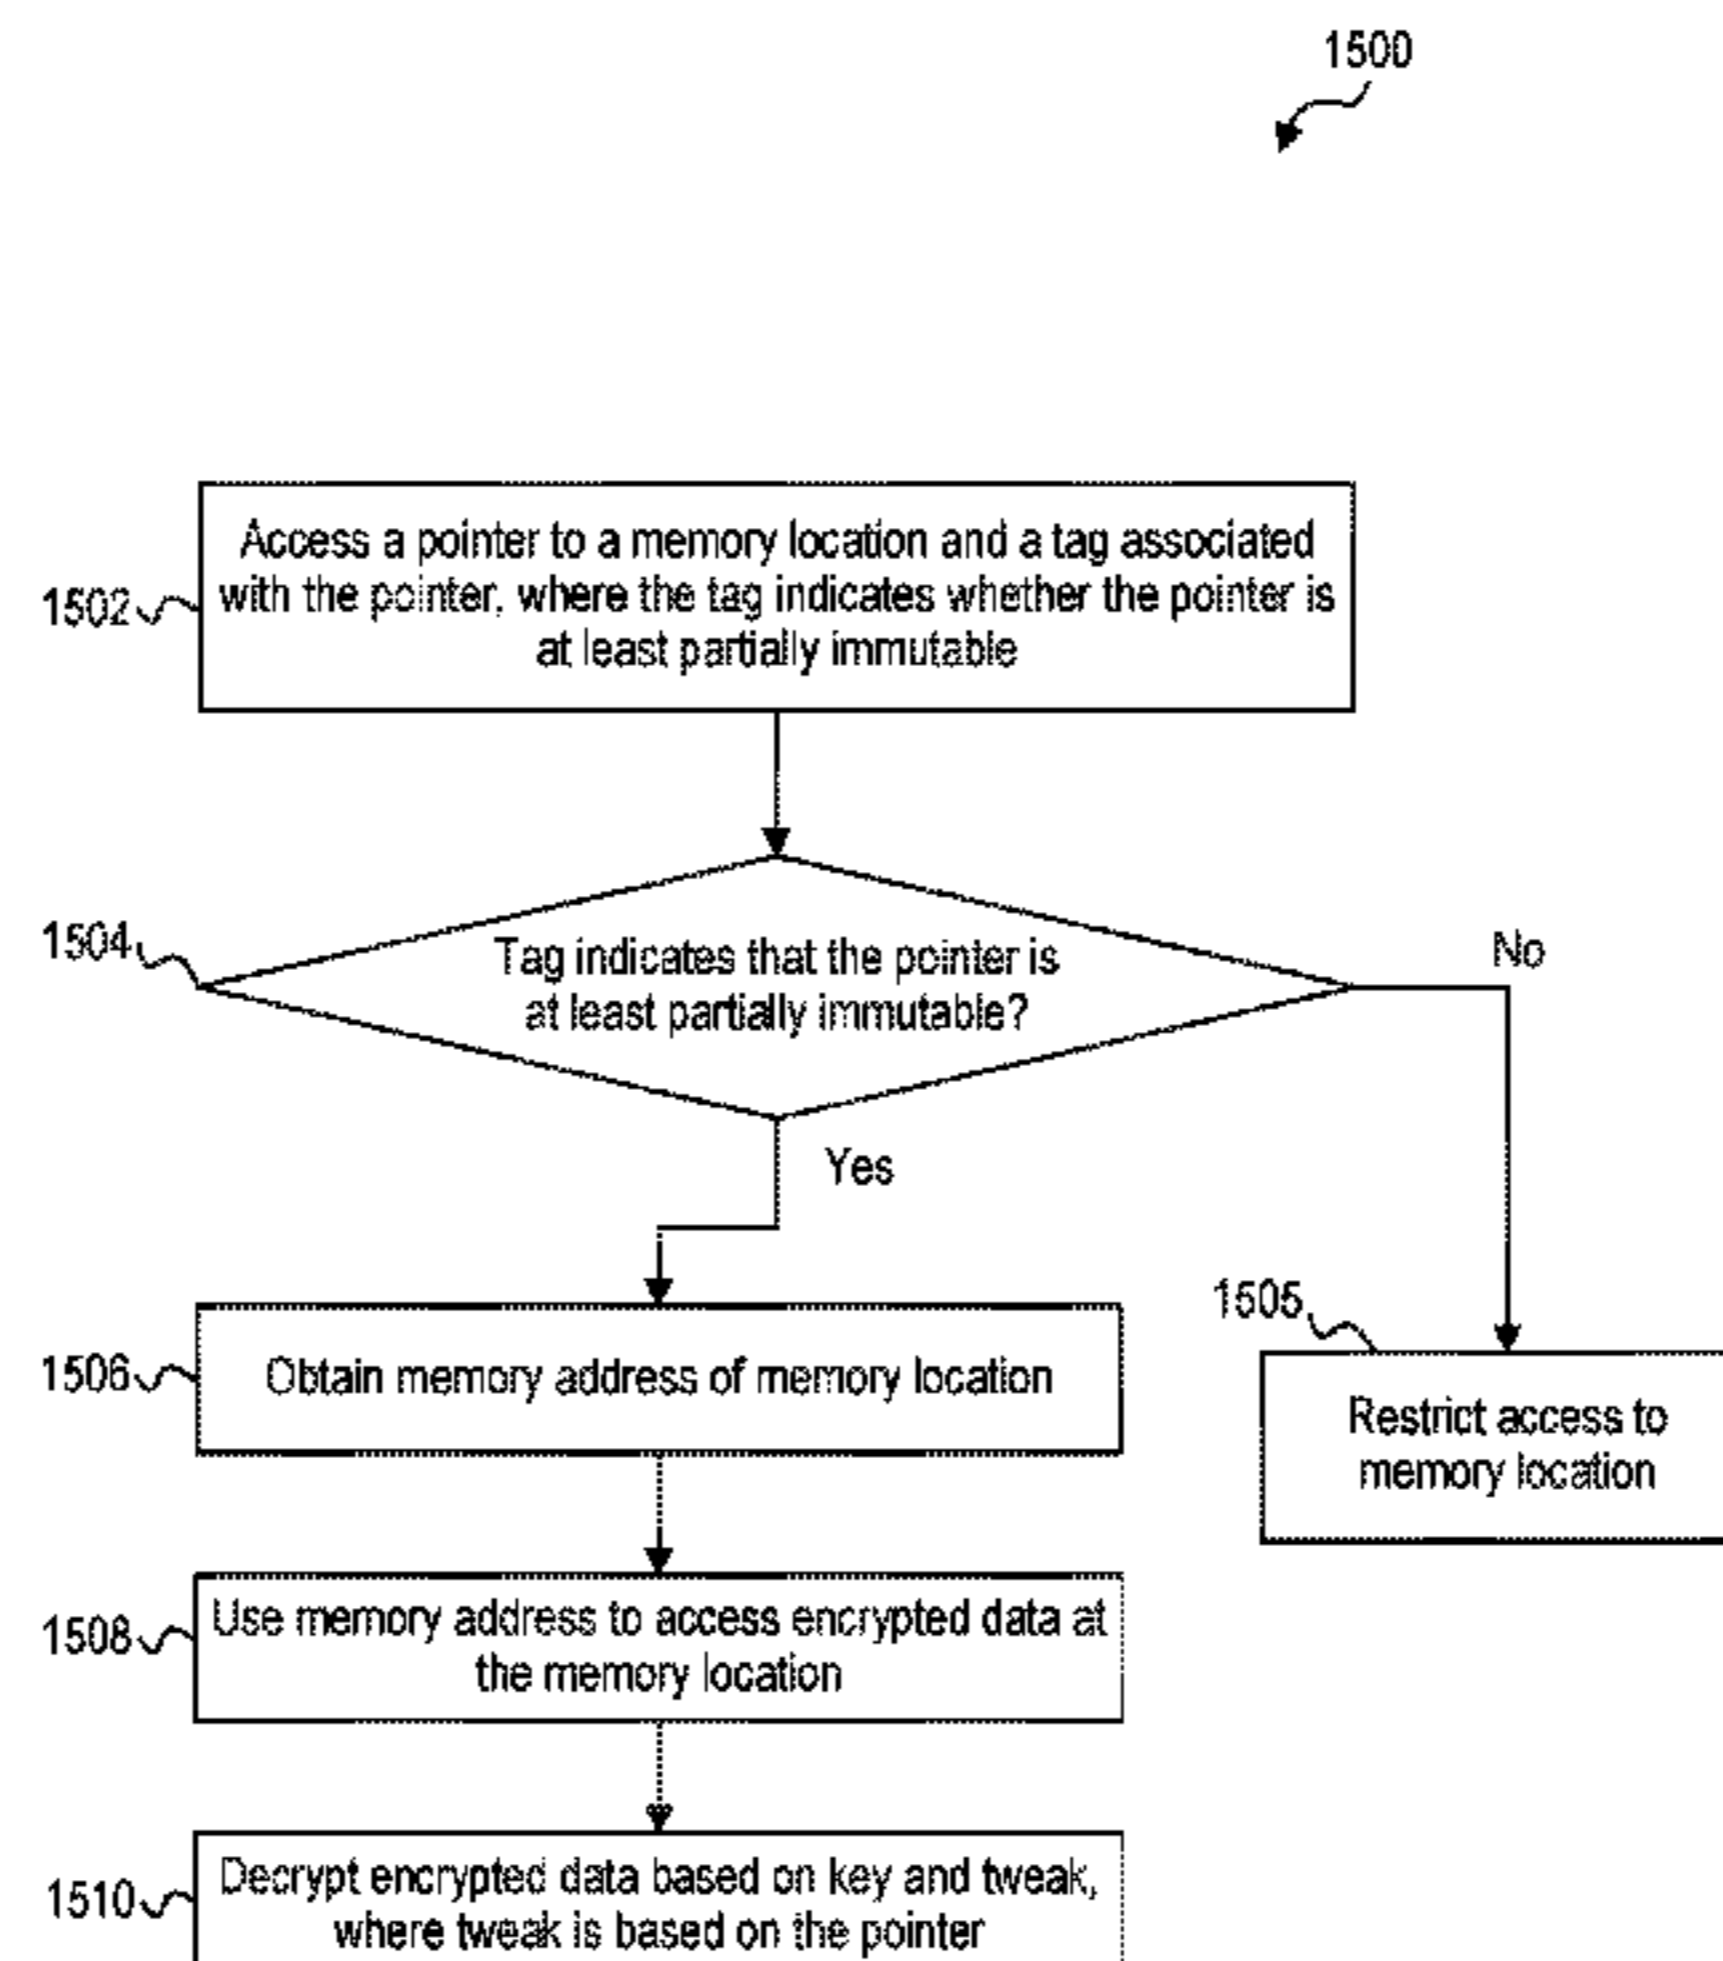 1500
Access a pointer to a memory location and a tag associated
with the pointer, where the tag indicates whether the pointer is
at least partially immutable
1502
1504
Tag indicates that the pointer is
at least partially immutable?
No
Yes
1506
Obtain memory address of memory location
1505
Restrict access to
memory location
1508
Use memory address to access encrypted data at
the memory location
1510
Decrypt encrypted data based on key and tweak,
where tweak is based on the pointer